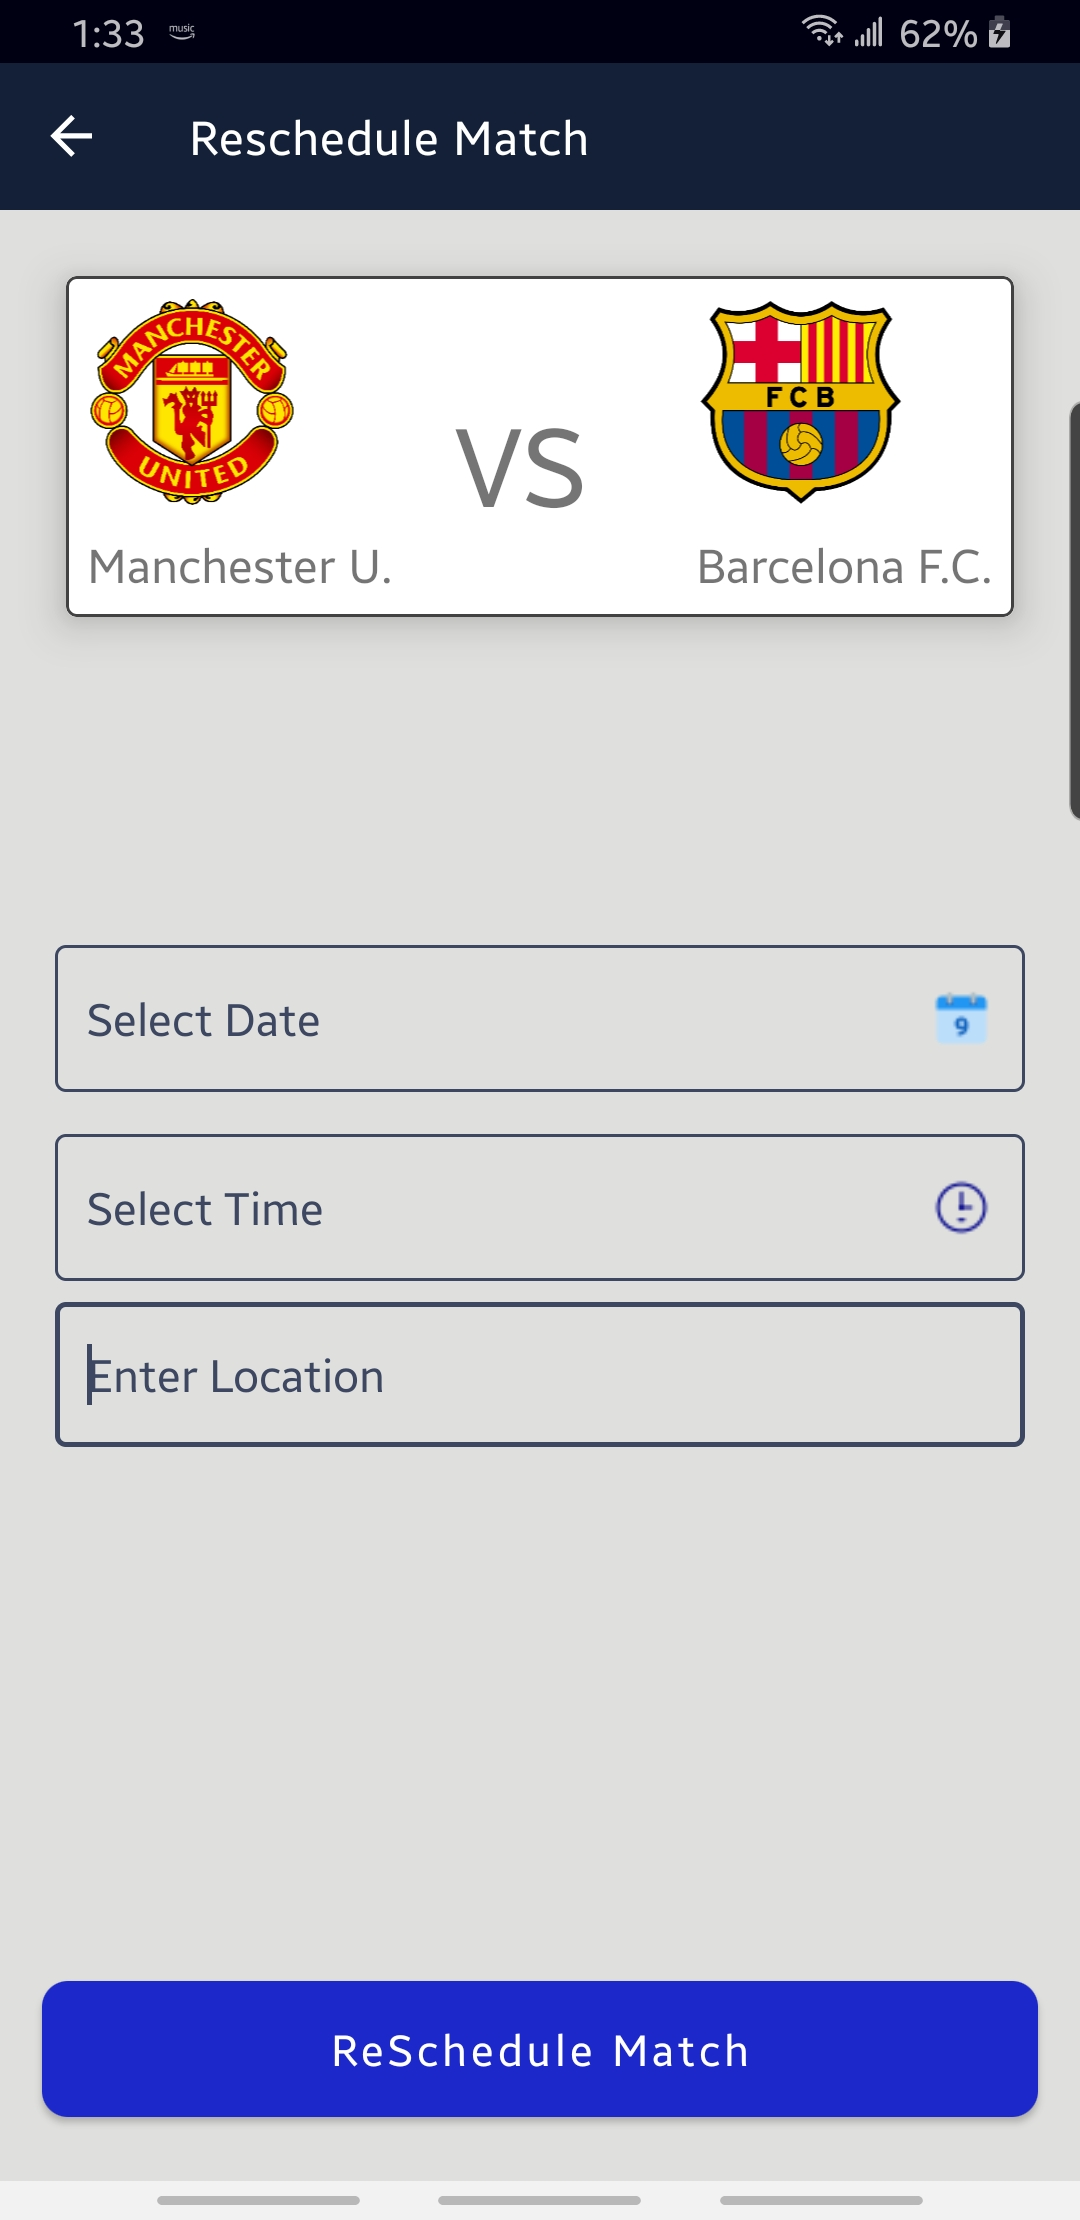 1:33 music 62%
Reschedule Match
MANCHESTER
UNITED
FCB
VS
Manchester U. Barcelona F.C.
Select Date 9
Select Time
Enter Location
ReSchedule Match